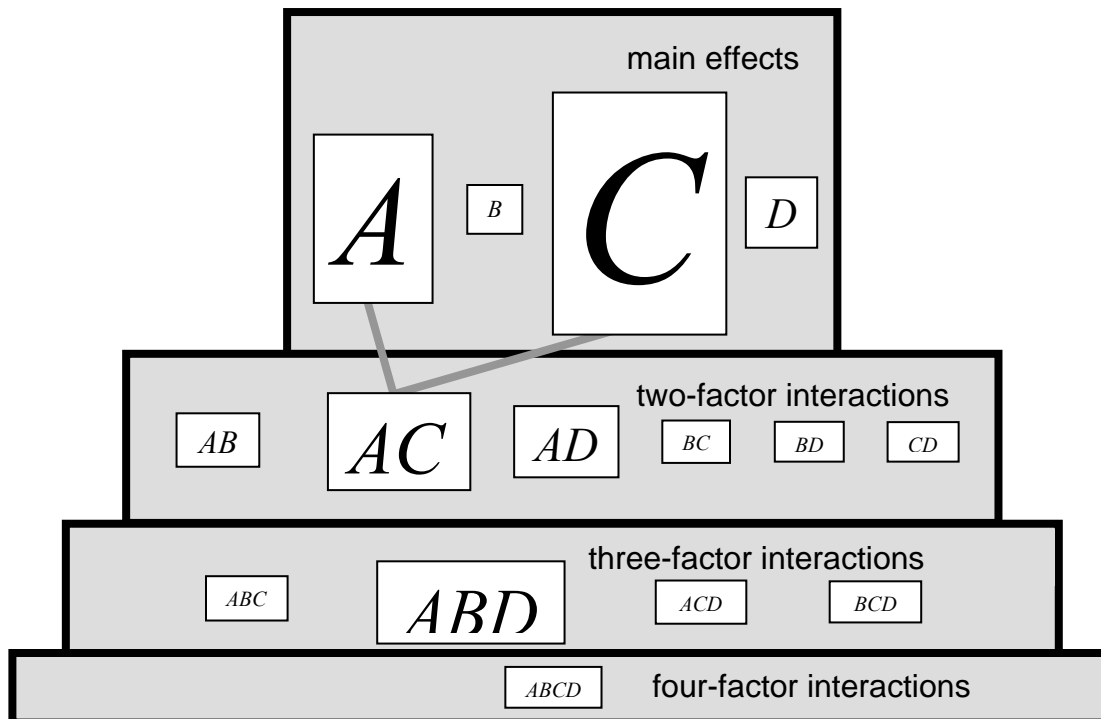 main effects
A B C D
two-factor interactions
AB AC AD BC BD CD
three-factor interactions
ABC ABD ACD BCD
ABCD four-factor interactions